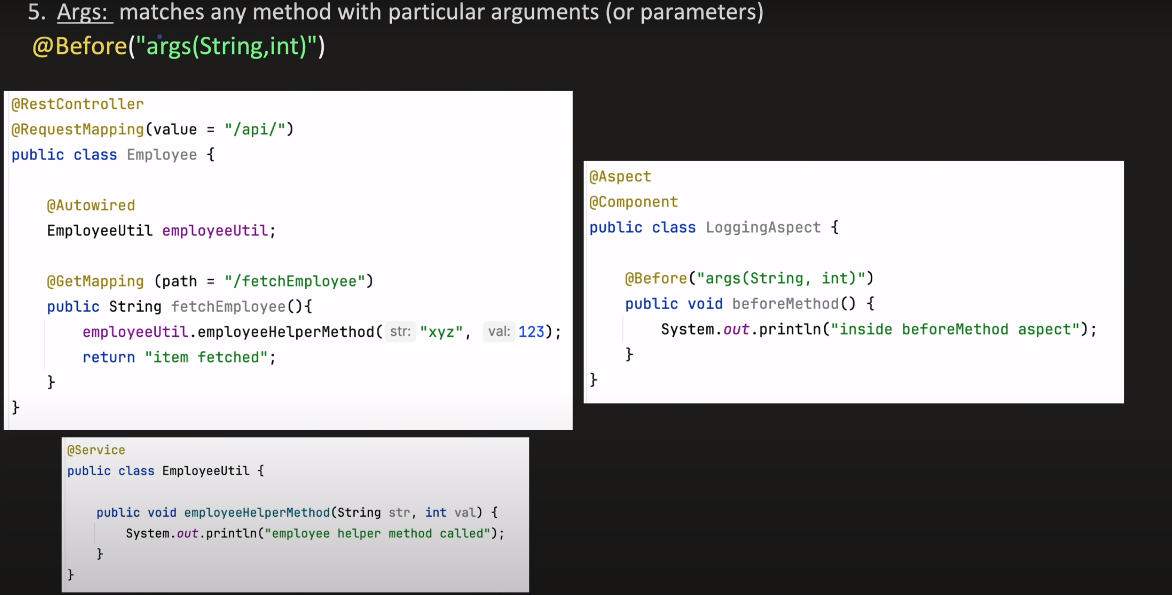 5. Args: matches any method with particular arguments (or parameters)
@Before("args(String,int)")
@RestController
@RequestMapping(value = "/api/")
public class Employee {
@Autowired
EmployeeUtil employeeUtil;
@GetMapping (path = "/fetchEmployee")
public String fetchEmployee(){
employeeUtil.employeeHelperMethod( str: "xyz", val: 123);
return "item fetched";
}
}
@Aspect
@Component
public class LoggingAspect {
@Before("args(String, int)")
public void beforeMethod() {
System.out.println("inside beforeMethod aspect");
}
}
@Service
public class EmployeeUtil {
public void employeeHelperMethod(String str, int val) {
System.out.println("employee helper method called");
}
}